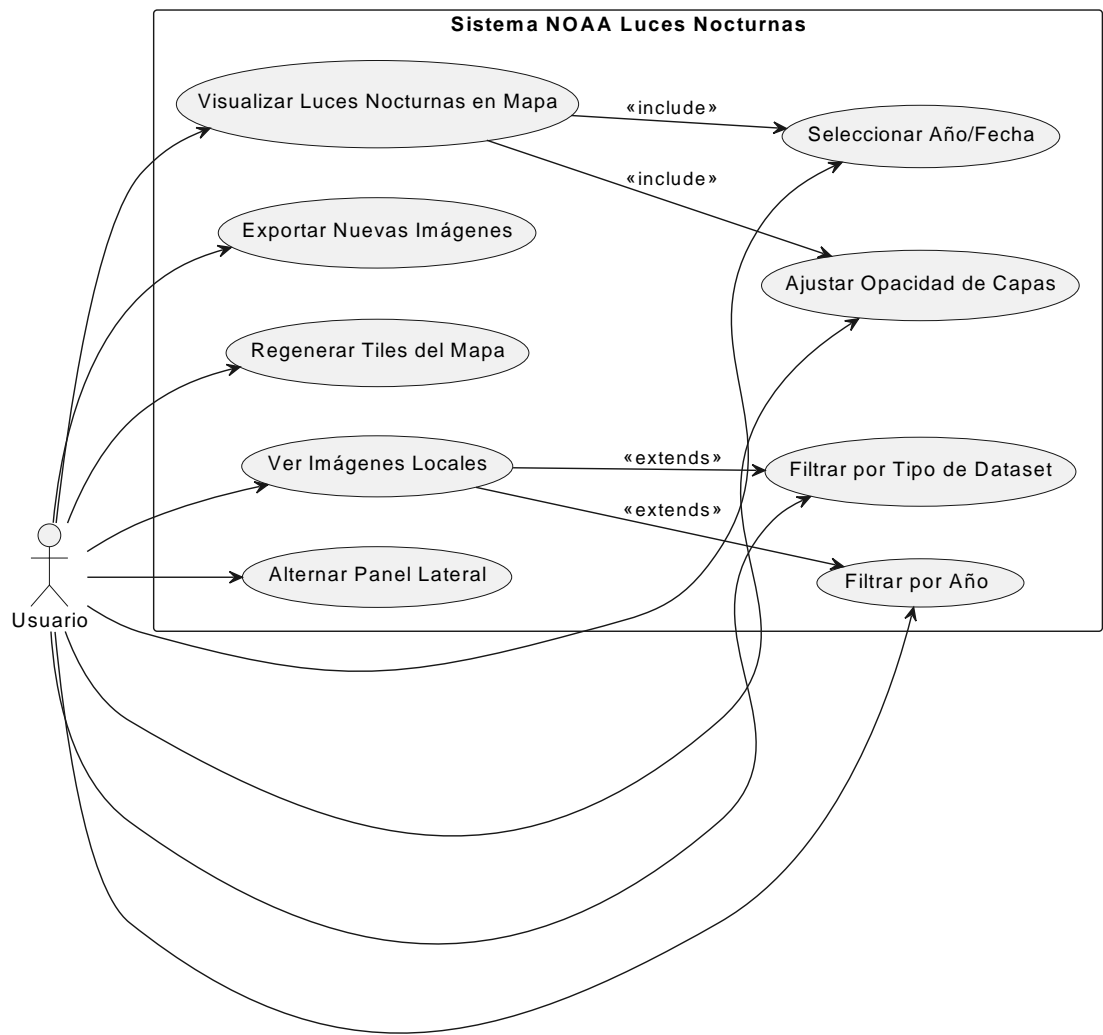 Sistema NOAA Luces Nocturnas
Visualizar Luces Nocturnas en Mapa
«include»
Seleccionar Año/Fecha
«include»
Exportar Nuevas Imágenes
Ajustar Opacidad de Capas
Regenerar Tiles del Mapa
Ver Imágenes Locales
«extends»
Filtrar por Tipo de Dataset
«extends»
Alternar Panel Lateral
Filtrar por Año
Usuario